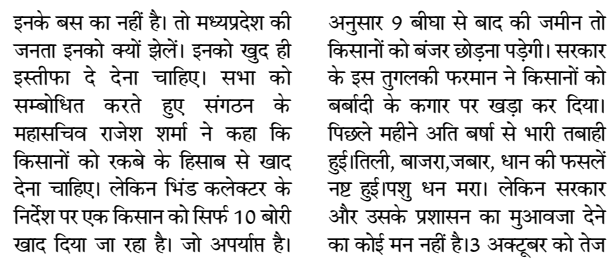 इनके बस का नहीं है। तो मध्यप्रदेश की
जनता इनको क्यों झेलें। इनको खुद ही
इस्तीफा दे देना चाहिए। सभा को
सम्बोधित करते हुए संगठन के
महासचिव राजेश शर्मा ने कहा कि
किसानों को रकबे के हिसाब से खाद
देना चाहिए। लेकिन भिंड कलेक्टर के
निर्देश पर एक किसान को सिर्फ 10 बोरी
खाद दिया जा रहा है। जो अपर्याप्त है।
अनुसार 9 बीघा से बाद की जमीन तो
किसानों को बंजर छोड़ना पड़ेगी। सरकार
के इस तुगलकी फरमान ने किसानों को
बर्बादी के कगार पर खड़ा कर दिया।
पिछले महीने अति बर्षा से भारी तबाही
हुई।तिली, बाजरा,जबार, धान की फसलें
नष्ट हुई।पशु धन मरा। लेकिन सरकार
और उसके प्रशासन का मुआवजा देने
का कोई मन नहीं है।3 अक्टूबर को तेज